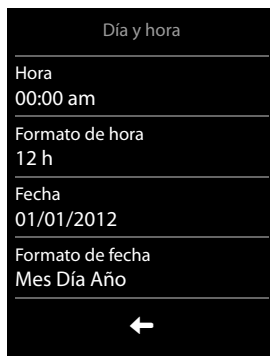 Día y hora
Hora
00:00 am
Formato de hora
12 h
Fecha
01/01/2012
Formato de fecha
Mes Día Año